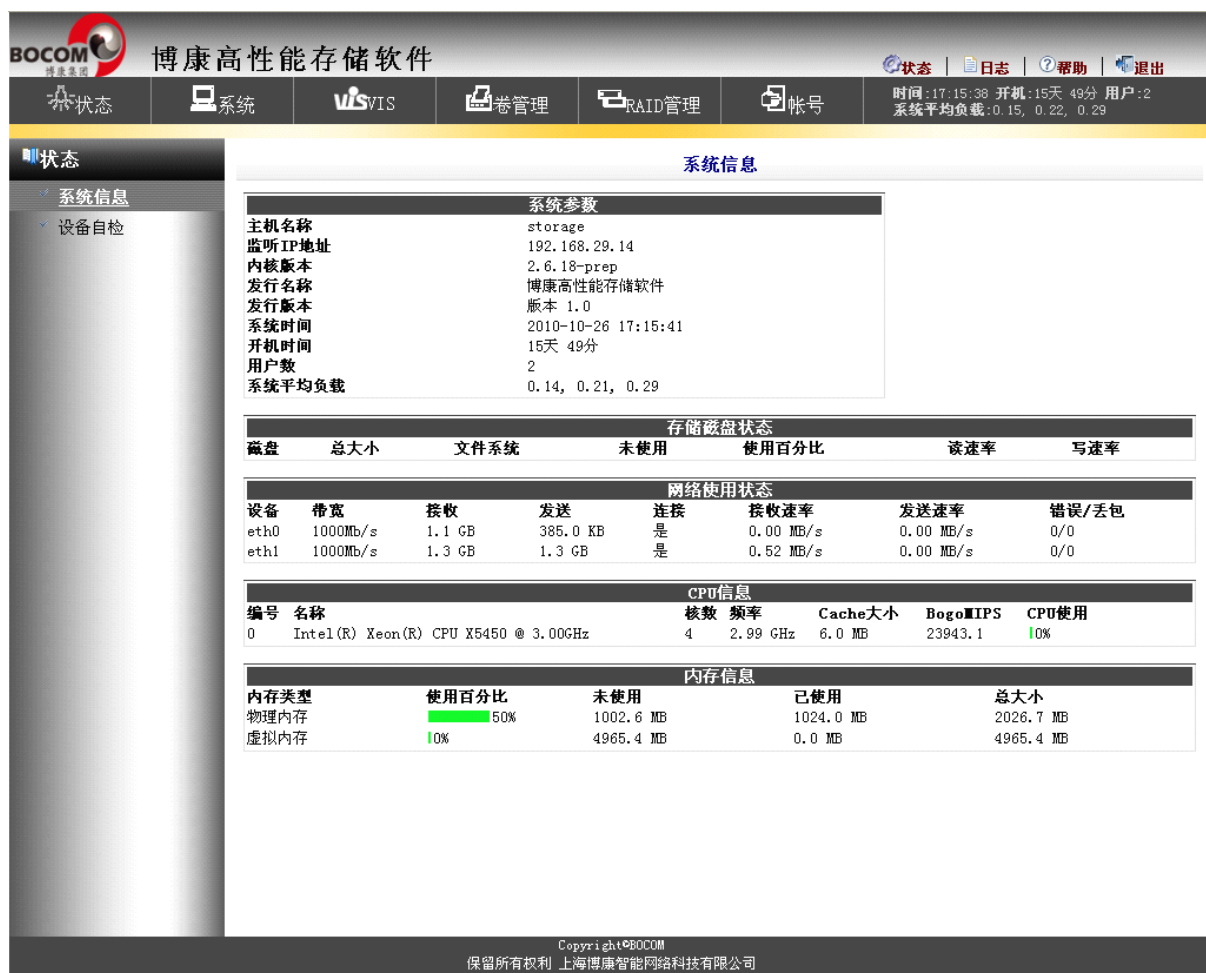 BOCOM
博康集团
博康高性能存储软件
状态 | 日志 | 帮助 | 退出
状态 系统 VIS VIS 卷管理 RAID管理 帐号
时间:17:15:38 开机:15天 49分 用户:2
系统平均负载:0.15, 0.22, 0.29
状态
系统信息
设备自检
系统信息
系统参数
主机名称 storage
监听IP地址 192.168.29.14
内核版本 2.6.18-prep
发行名称 博康高性能存储软件
发行版本 版本 1.0
系统时间 2010-10-26 17:15:41
开机时间 15天 49分
用户数 2
系统平均负载 0.14, 0.21, 0.29
存储磁盘状态
磁盘 总大小 文件系统 未使用 使用百分比 读速率 写速率
网络使用状态
设备 带宽 接收 发送 连接 接收速率 发送速率 错误/丢包
eth0 1000Mb/s 1.1 GB 385.0 KB 是 0.00 MB/s 0.00 MB/s 0/0
eth1 1000Mb/s 1.3 GB 1.3 GB 是 0.52 MB/s 0.00 MB/s 0/0
CPU信息
编号 名称 核数 频率 Cache大小 BogoMIPS CPU使用
0 Intel(R) Xeon(R) CPU X5450 @ 3.00GHz 4 2.99 GHz 6.0 MB 23943.1 0%
内存信息
内存类型 使用百分比 未使用 已使用 总大小
物理内存 50% 1002.6 MB 1024.0 MB 2026.7 MB
虚拟内存 0% 4965.4 MB 0.0 MB 4965.4 MB
Copyright©BOCOM
保留所有权利 上海博康智能网络科技有限公司